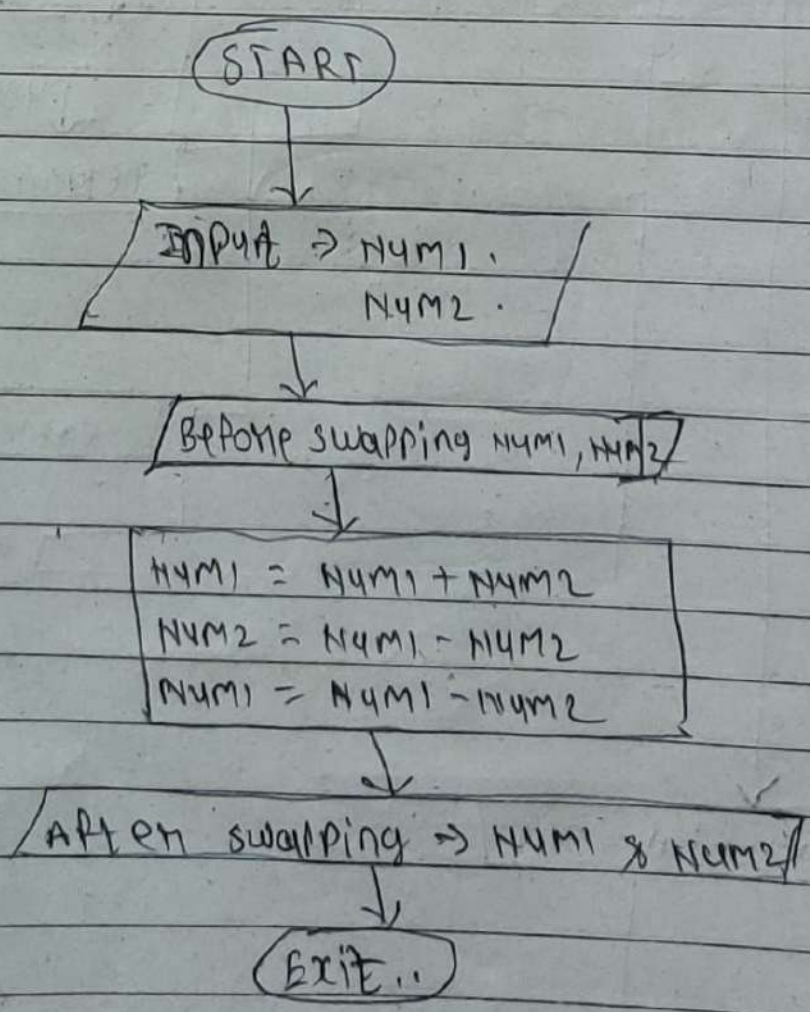 START
Input → NUM1.
NUM2.
Before swapping NUM1, NUM2
NUM1 = NUM1 + NUM2
NUM2 = NUM1 - NUM2
NUM1 = NUM1 - NUM2
After swapping → NUM1 & NUM2
Exit..